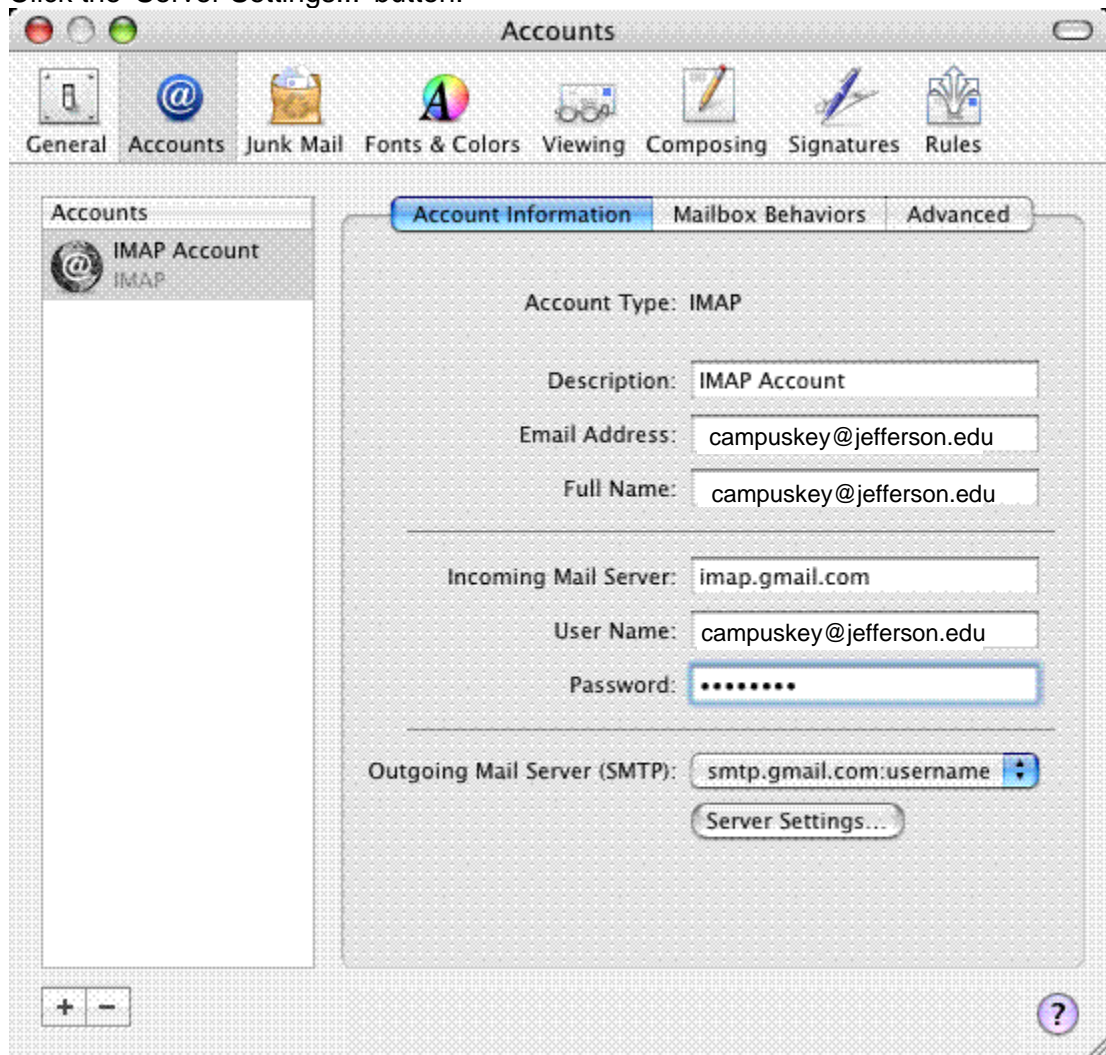 Click the "Server Settings..." button.
Accounts
General Accounts Junk Mail Fonts & Colors Viewing Composing Signatures Rules
Accounts
IMAP Account
IMAP
Account Information Mailbox Behaviors Advanced
Account Type: IMAP
Description: IMAP Account
Email Address: campuskey@jefferson.edu
Full Name: campuskey@jefferson.edu
Incoming Mail Server: imap.gmail.com
User Name: campuskey@jefferson.edu
Password: ••••••••
Outgoing Mail Server (SMTP): smtp.gmail.com:username
Server Settings...
+ -
?